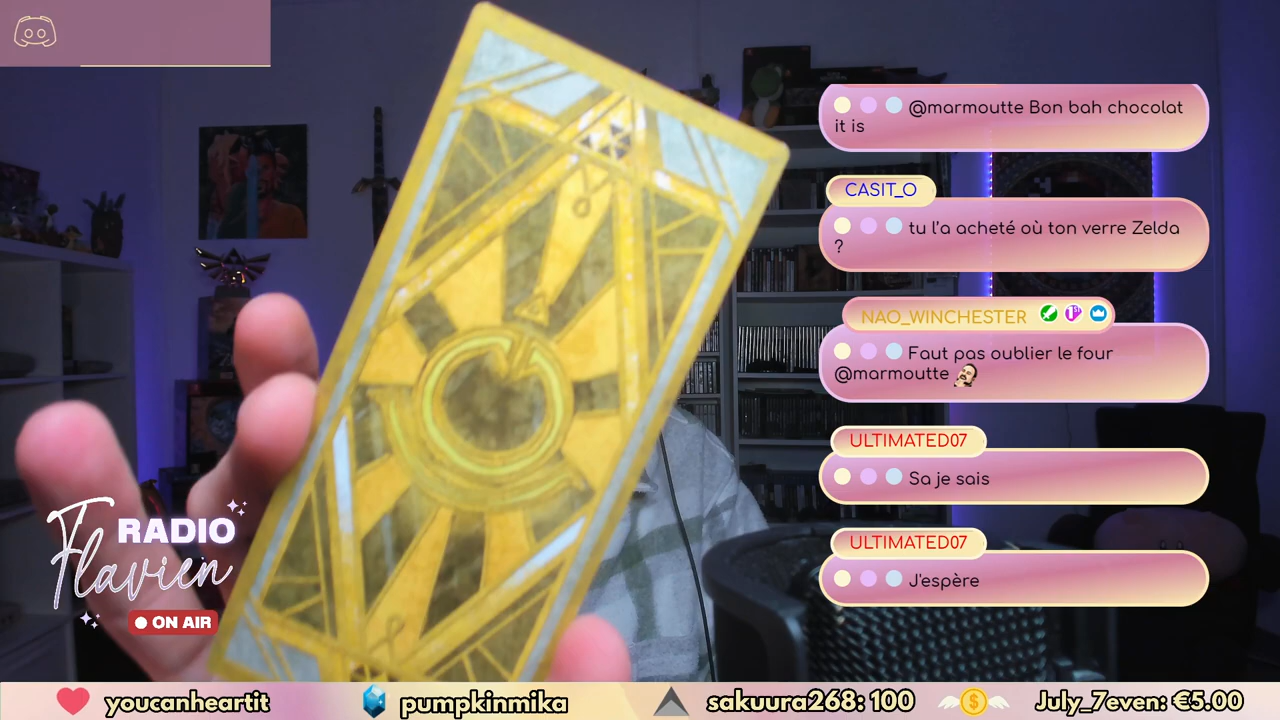 @marmoutte Bon bah chocolat
it is
CASIT_O
tu l'a acheté où ton verre Zelda
?
NAO_WINCHESTER
Faut pas oublier le four
@marmoutte
ULTIMATED07
Sa je sais
ULTIMATED07
J'espère
RADIO
Flavien
ON AIR
youcanheartit
pumpkinmika
sakuura268: 100
July_7even: €5.00